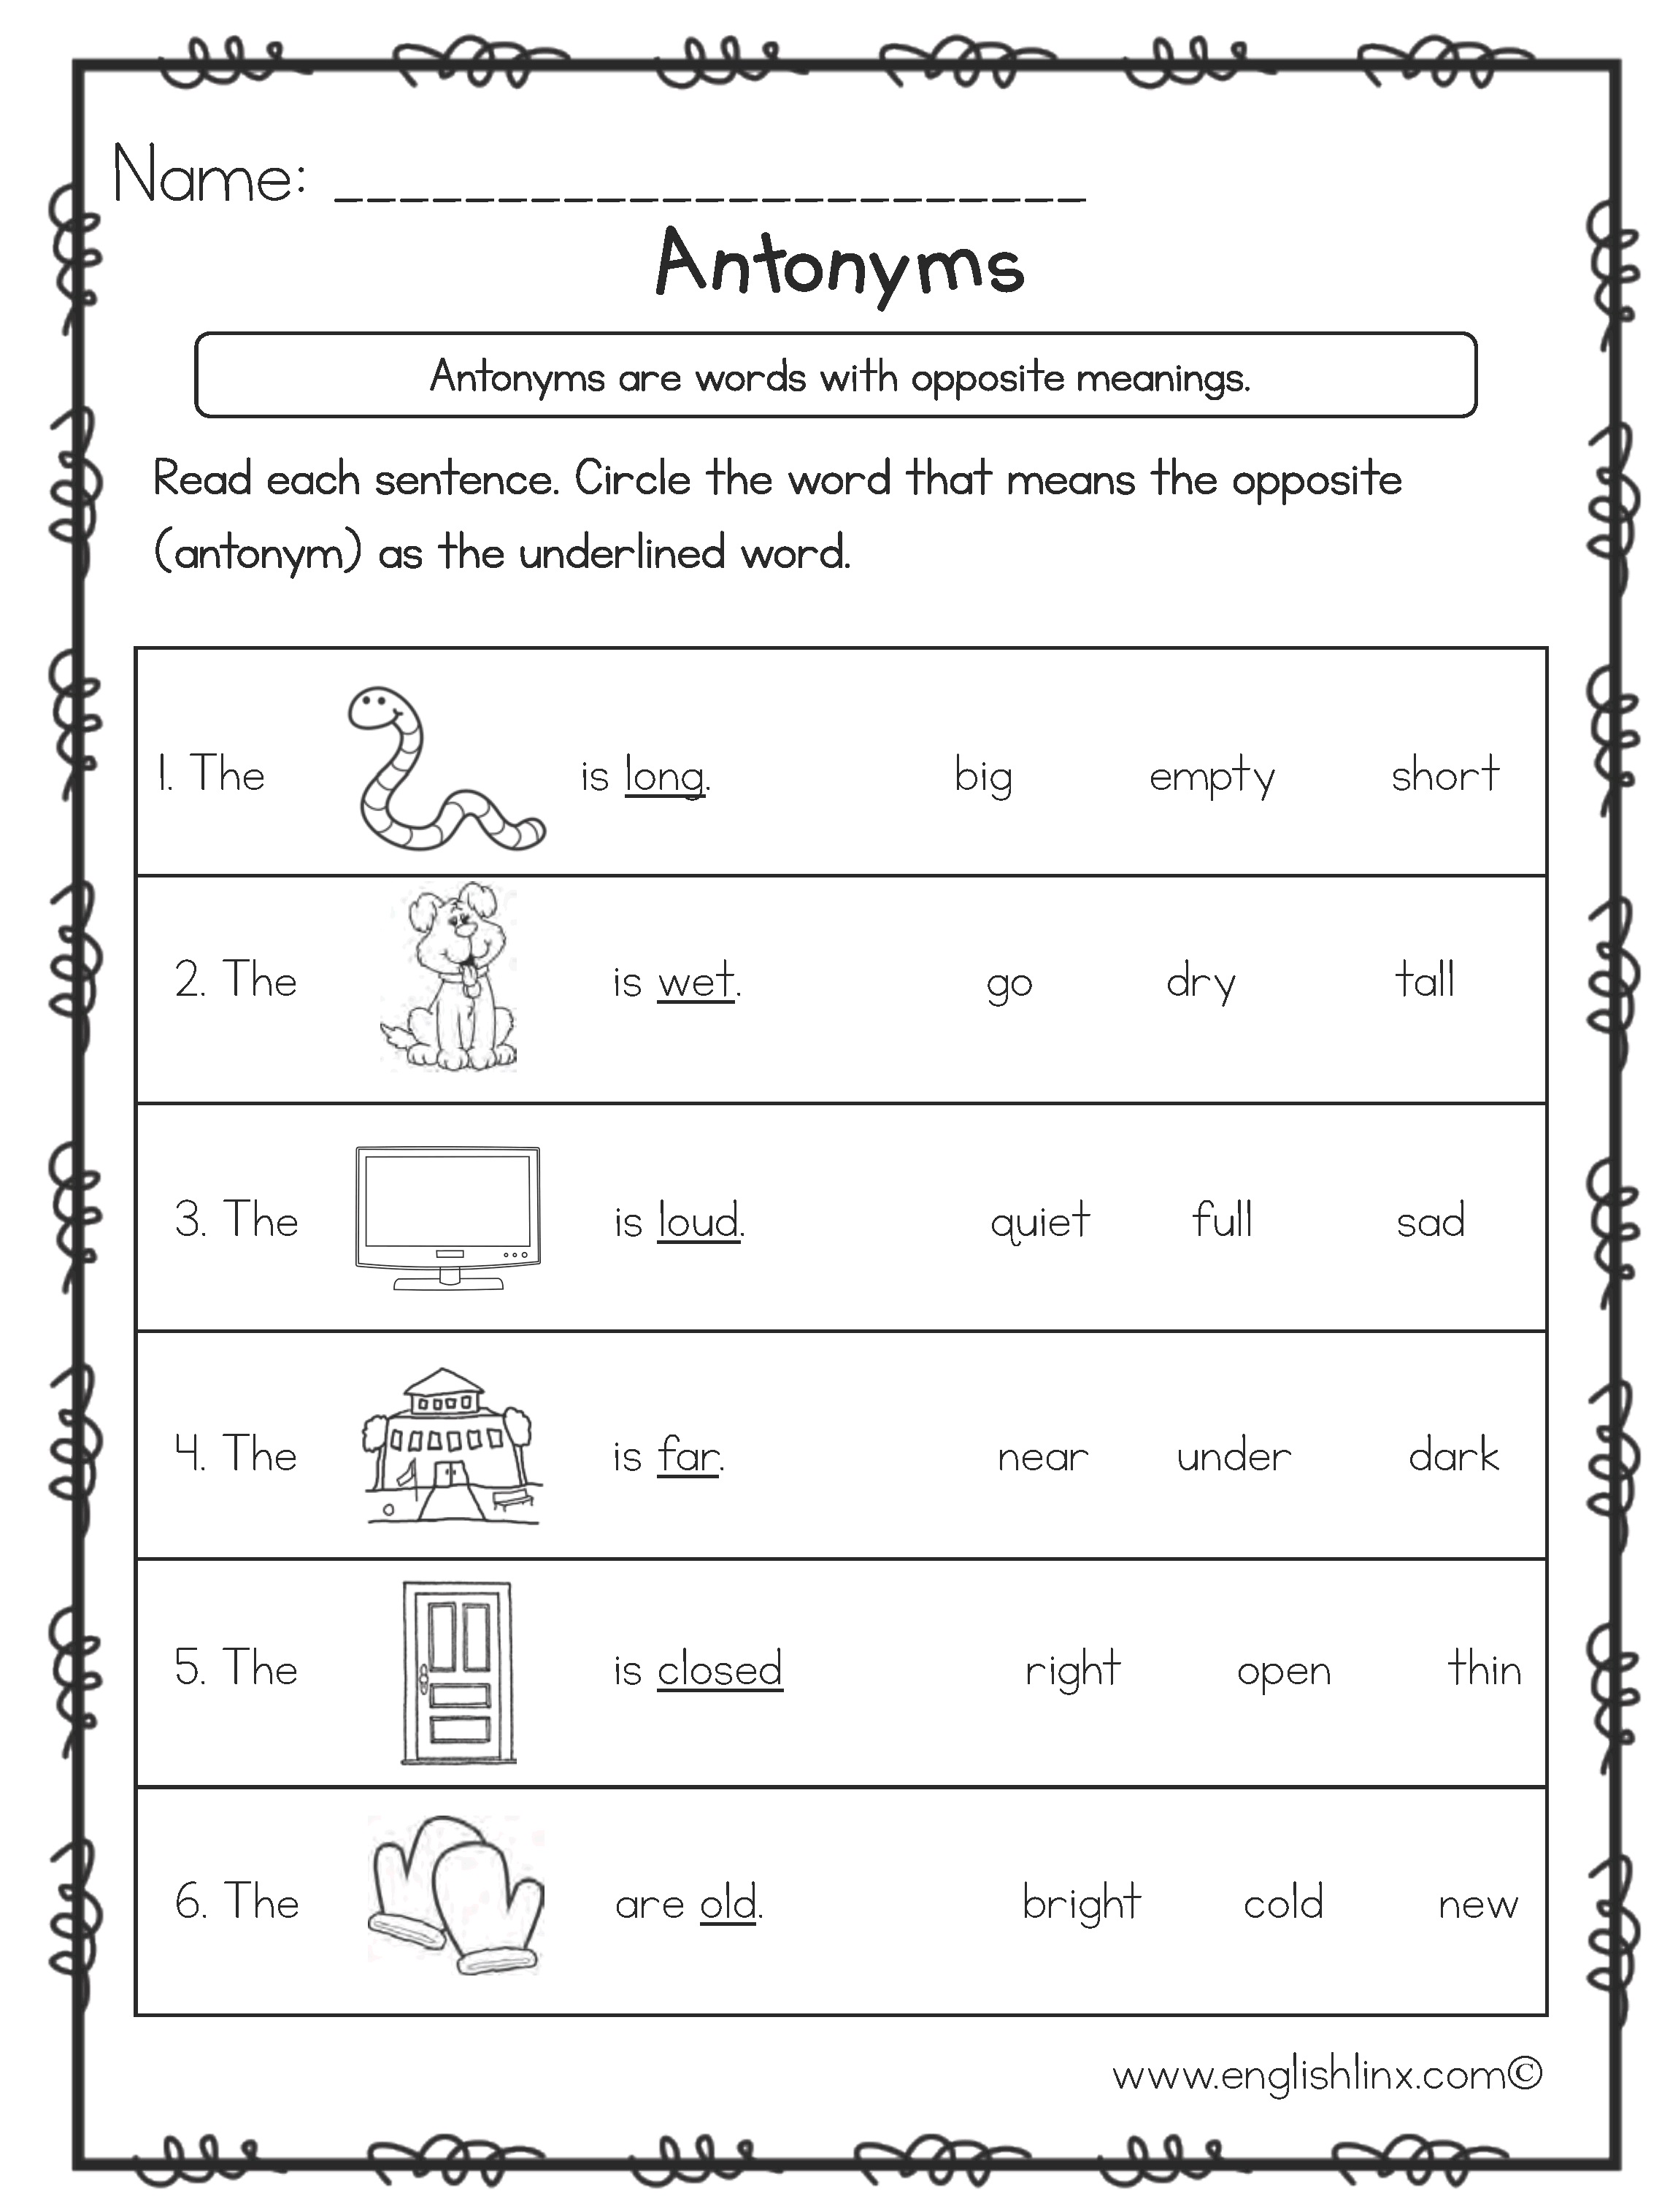 Name: _______________________
Antonyms
Antonyms are words with opposite meanings.
Read each sentence. Circle the word that means the opposite
(antonym) as the underlined word.
1. The is long. big empty short
2. The is wet. go dry tall
3. The is loud. quiet full sad
4. The is far. near under dark
5. The is closed right open thin
6. The are old. bright cold new
www.englishlinx.com©